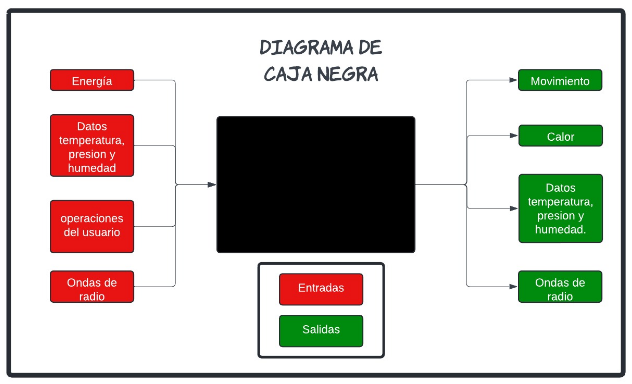 DIAGRAMA DE
CAJA NEGRA
Energía
Datos
temperatura,
presion y
humedad
operaciones
del usuario
Ondas de
radio
Movimiento
Calor
Datos
temperatura,
presion y
humedad.
Ondas de
radio
Entradas
Salidas